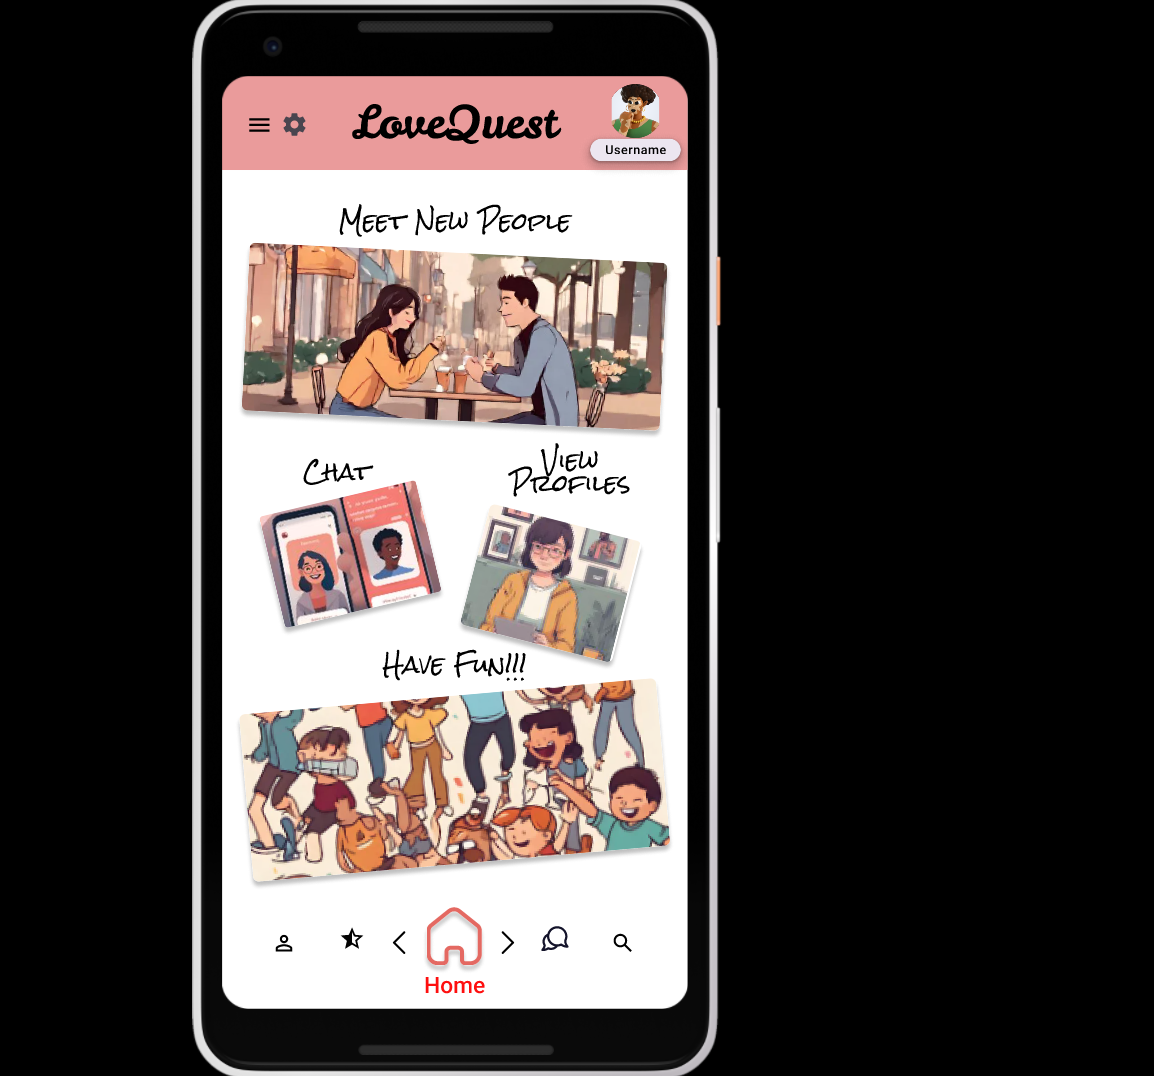 LoveQuest
Username
Meet New People
Chat
View
Profiles
Have Fun!!!
Home